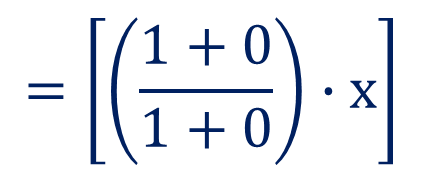 = [((1 + 0)/(1 + 0)) · x]